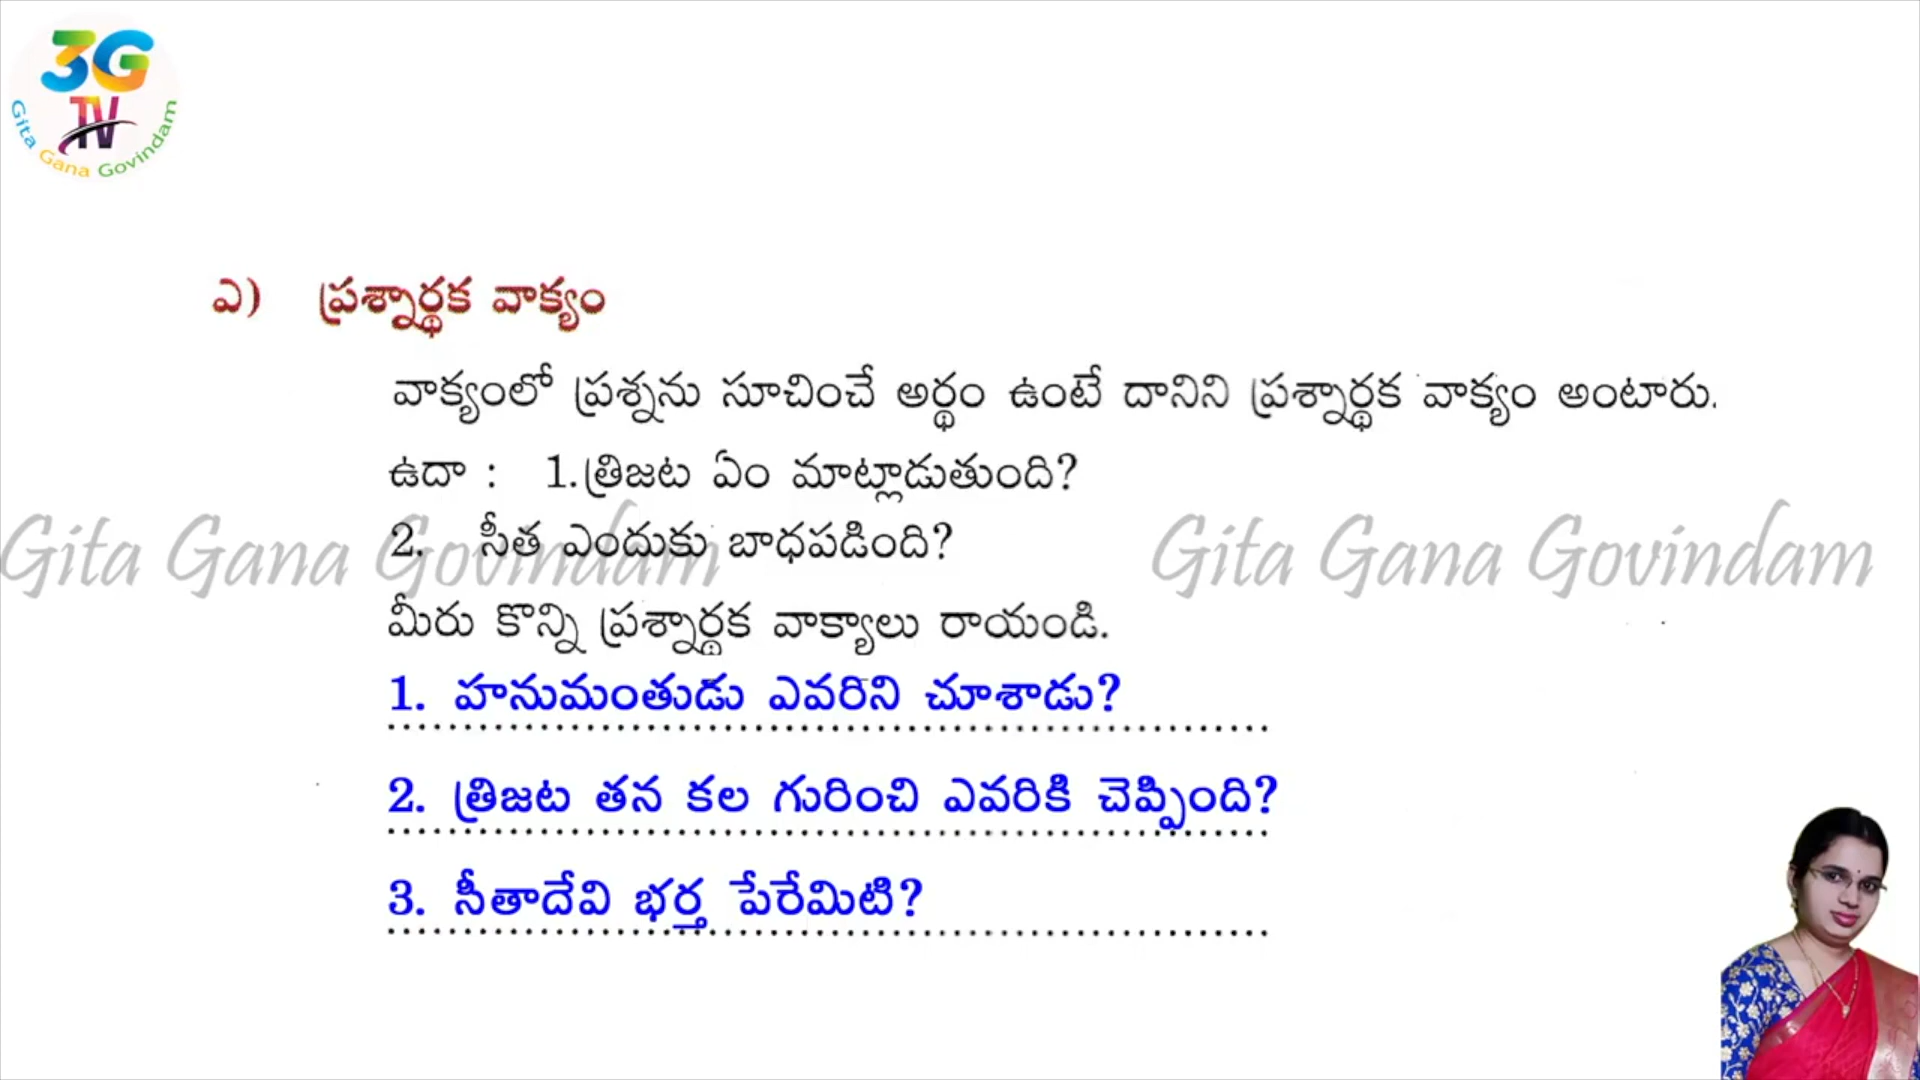 3G
TV
Gita Gana Govindam
ఎ) ప్రశ్నార్థక వాక్యం
వాక్యంలో ప్రశ్నను సూచించే అర్థం ఉంటే దానిని ప్రశ్నార్థక వాక్యం అంటారు.
ఉదా : 1.త్రిజట ఏం మాట్లాడుతుంది?
2. సీత ఎందుకు బాధపడింది?
Gita Gana Govindam
Gita Gana Govindam
మీరు కొన్ని ప్రశ్నార్థక వాక్యాలు రాయండి.
1. హనుమంతుడు ఎవరిని చూశాడు?
2. త్రిజట తన కల గురించి ఎవరికి చెప్పింది?
3. సీతాదేవి భర్త పేరేమిటి?